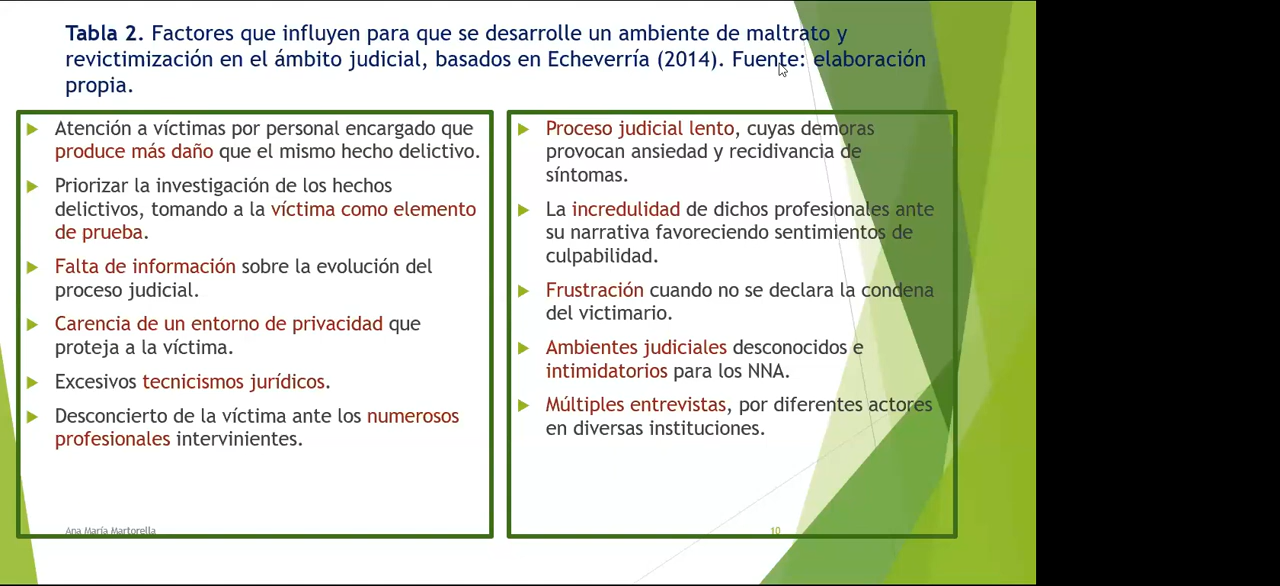 Tabla 2. Factores que influyen para que se desarrolle un ambiente de maltrato y
revictimización en el ámbito judicial, basados en Echeverría (2014). Fuente: elaboración
propia.
Atención a víctimas por personal encargado que
produce más daño que el mismo hecho delictivo.
Priorizar la investigación de los hechos
delictivos, tomando a la víctima como elemento
de prueba.
Falta de información sobre la evolución del
proceso judicial.
Carencia de un entorno de privacidad que
proteja a la víctima.
Excesivos tecnicismos jurídicos.
Desconcierto de la víctima ante los numerosos
profesionales intervinientes.
Proceso judicial lento, cuyas demoras
provocan ansiedad y recidivancia de
síntomas.
La incredulidad de dichos profesionales ante
su narrativa favoreciendo sentimientos de
culpabilidad.
Frustración cuando no se declara la condena
del victimario.
Ambientes judiciales desconocidos e
intimidatorios para los NNA.
Múltiples entrevistas, por diferentes actores
en diversas instituciones.
Ana María Martorella
10